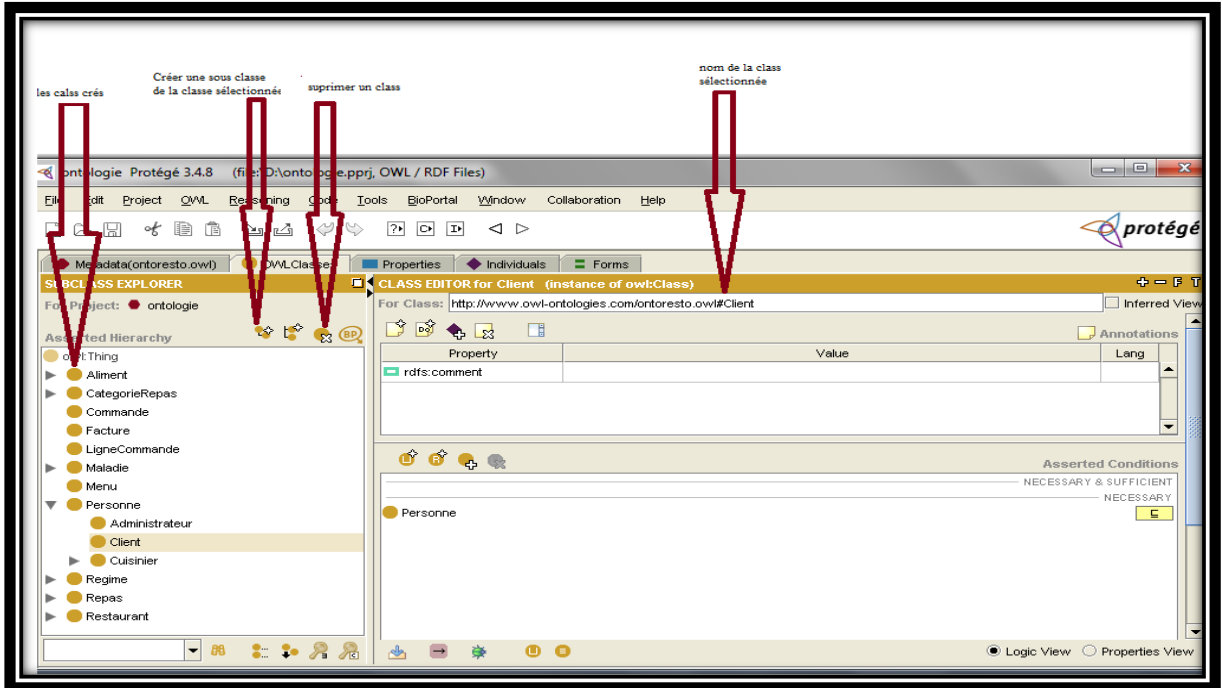 nom de la class
sélectionnée
Créer une sous classe
de la classe sélectionnée
suprimer un class
les calss crés
ontologie Protégé 3.4.8 (file:\D:\ontologie.pprj, OWL / RDF Files)
File Edit Project OWL Reasoning Code Tools BioPortal Window Collaboration Help
protégé
Metadata(ontoresto.owl) OWLClasses Properties Individuals Forms
SUBCLASS EXPLORER
CLASS EDITOR for Client (instance of owl:Class)
+ - F T
For Project: ontologie
For Class: http://www.owl-ontologies.com/ontoresto.owl#Client
Inferred View
Asserted Hierarchy
BP
Annotations
Property Value Lang
rdfs:comment
owl:Thing
Aliment
CategorieRepas
Commande
Facture
LigneCommande
Maladie
Menu
Personne
Administrateur
Client
Cuisinier
Regime
Repas
Restaurant
Asserted Conditions
NECESSARY & SUFFICIENT
NECESSARY
Personne
⊑
Logic View Properties View